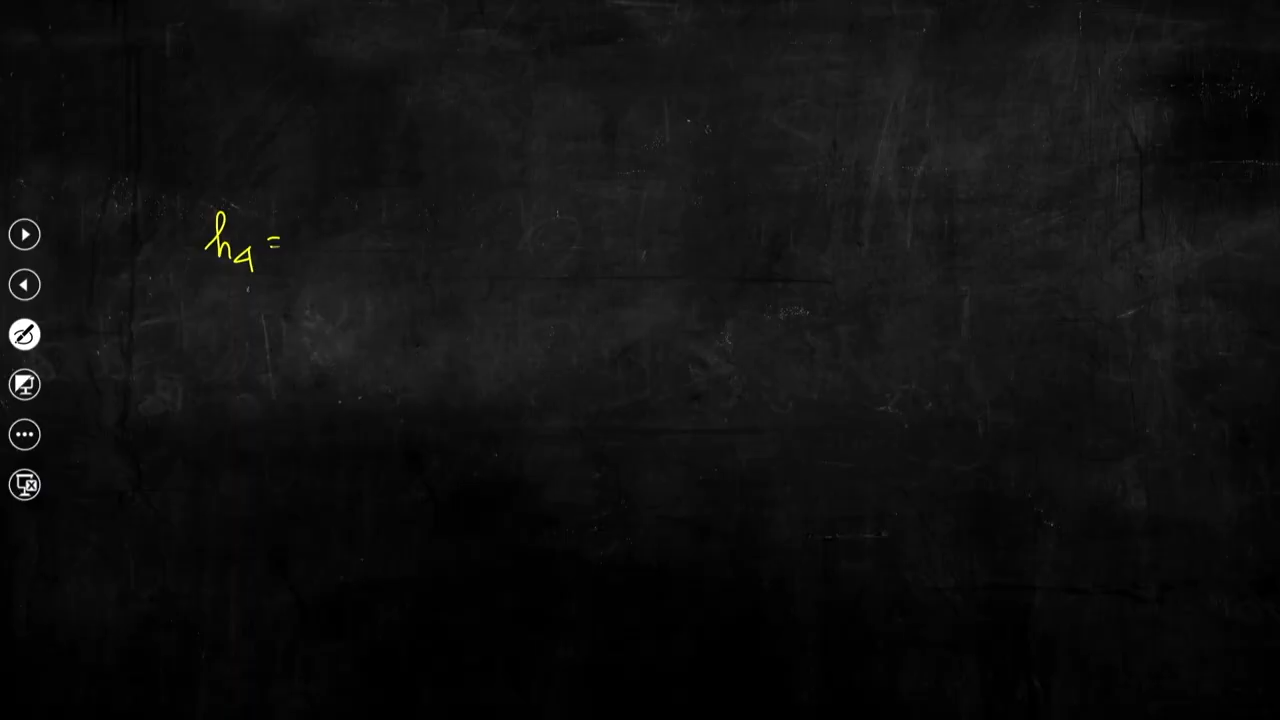 h₄ =